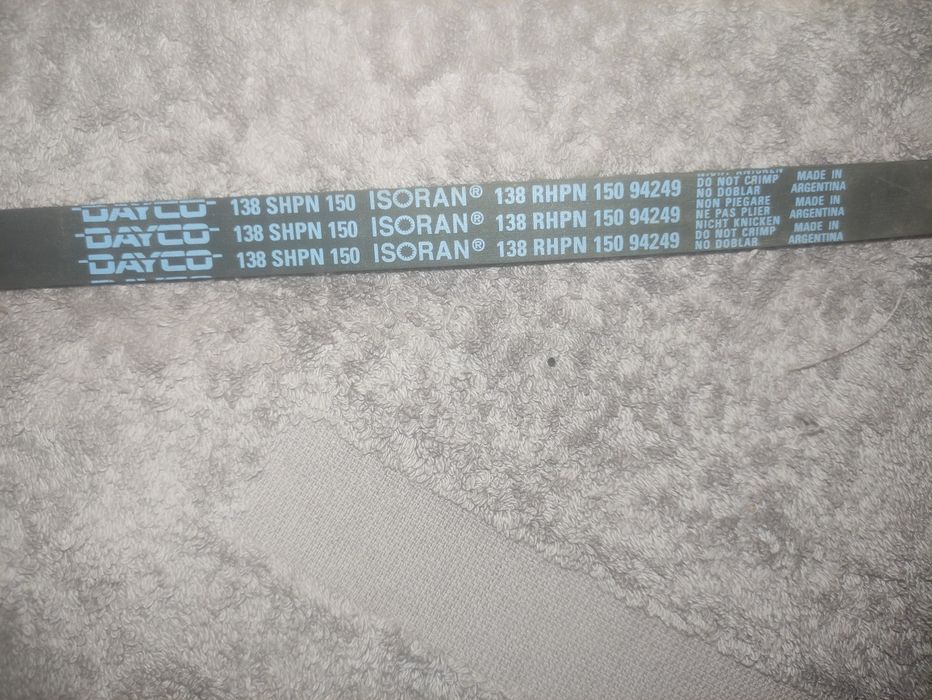 DAYCO 138 SHPN 150 ISORAN® 138 RHPN 150 94249 DO NOT CRIMP NO DOBLAR MADE IN ARGENTINA
DAYCO 138 SHPN 150 ISORAN® 138 RHPN 150 94249 NON PIEGARE NE PAS PLIER MADE IN ARGENTINA
DAYCO 138 SHPN 150 ISORAN® 138 RHPN 150 94249 NICHT KNICKEN DO NOT CRIMP NO DOBLAR MADE IN ARGENTINA